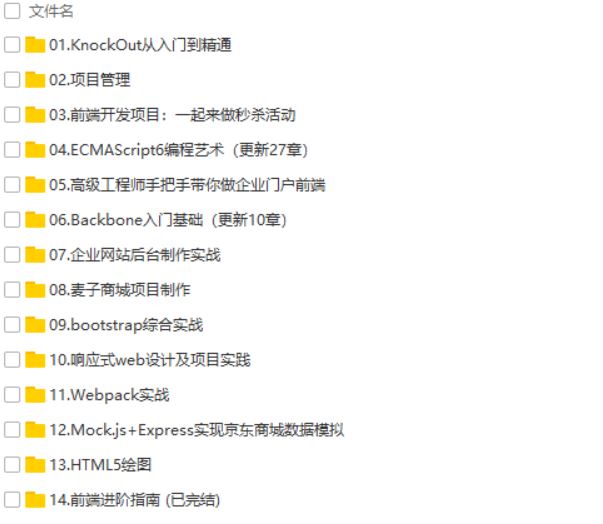 文件名
01.KnockOut从入门到精通
02.项目管理
03.前端开发项目：一起来做秒杀活动
04.ECMAScript6编程艺术（更新27章）
05.高级工程师手把手带你做企业门户前端
06.Backbone入门基础（更新10章）
07.企业网站后台制作实战
08.麦子商城项目制作
09.bootstrap综合实战
10.响应式web设计及项目实践
11.Webpack实战
12.Mock.js+Express实现京东商城数据模拟
13.HTML5绘图
14.前端进阶指南 (已完结)